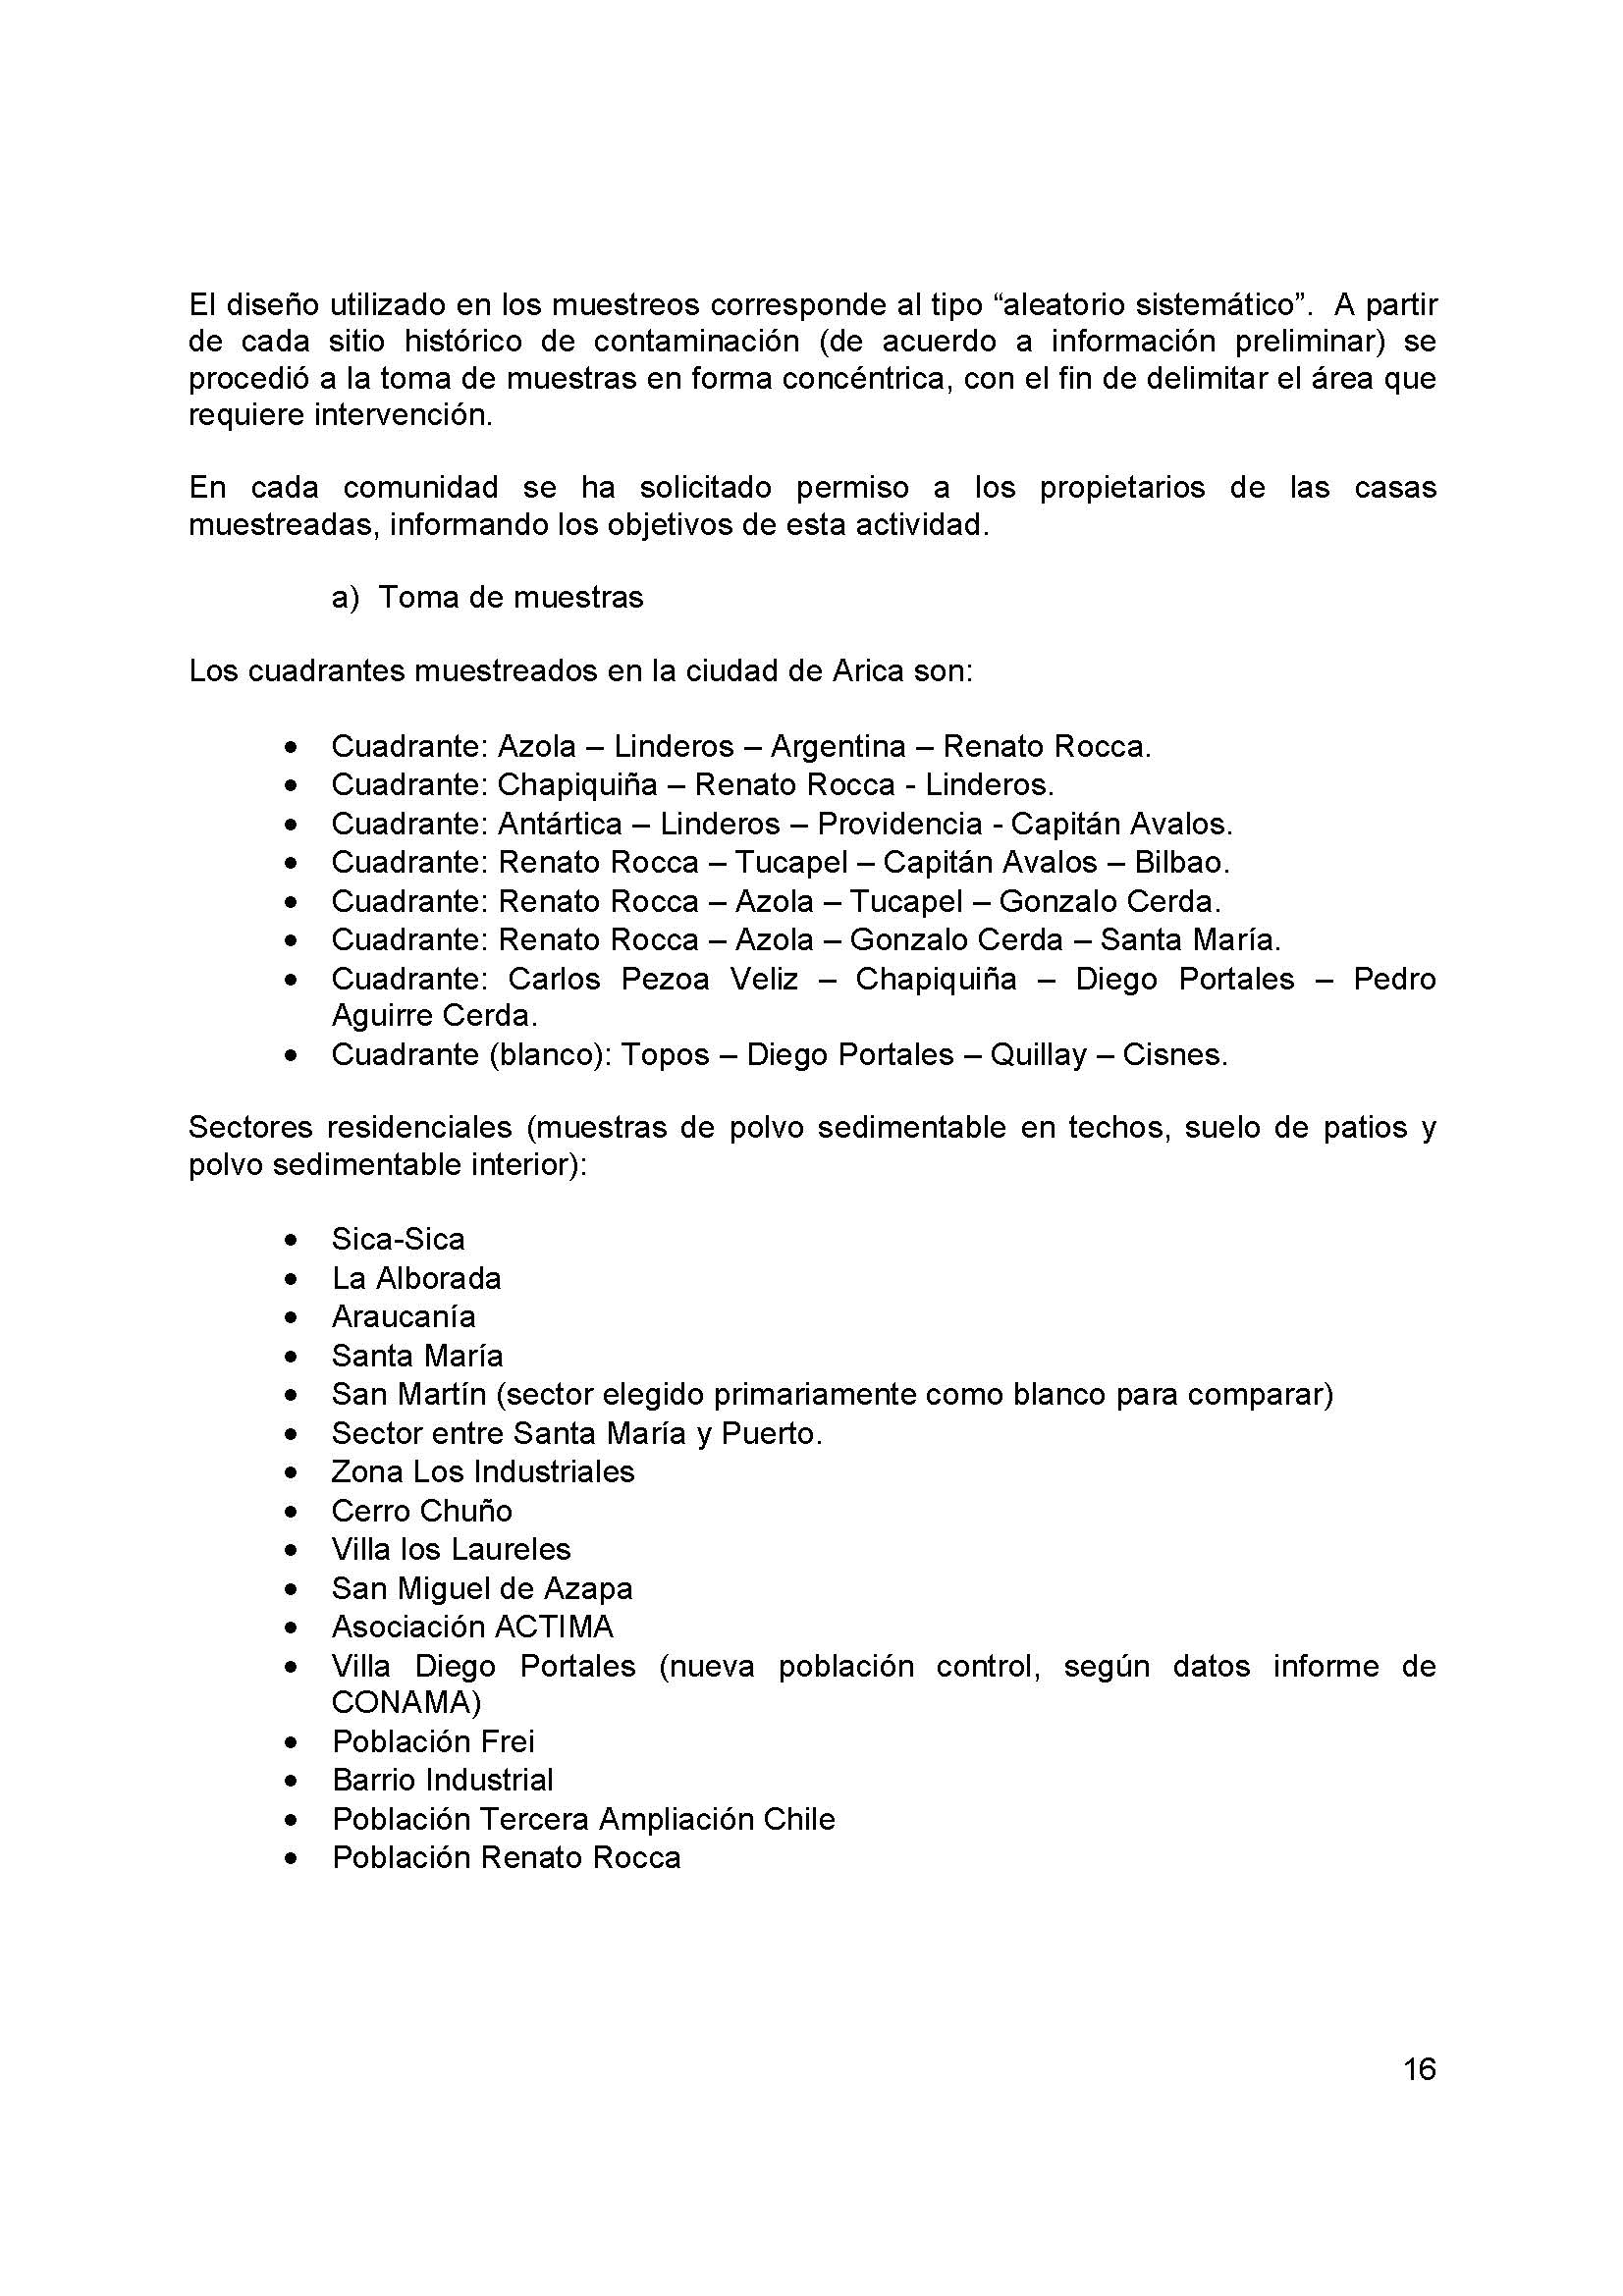 El diseño utilizado en los muestreos corresponde al tipo “aleatorio sistemático”.  A partir
de cada sitio histórico de contaminación (de acuerdo a información preliminar) se
procedió a la toma de muestras en forma concéntrica, con el fin de delimitar el área que
requiere intervención.
En cada comunidad se ha solicitado permiso a los propietarios de las casas
muestreadas, informando los objetivos de esta actividad.
a) Toma de muestras
Los cuadrantes muestreados en la ciudad de Arica son:
• Cuadrante: Azola – Linderos – Argentina – Renato Rocca.
• Cuadrante: Chapiquiña – Renato Rocca - Linderos.
• Cuadrante: Antártica – Linderos – Providencia - Capitán Avalos.
• Cuadrante: Renato Rocca – Tucapel – Capitán Avalos – Bilbao.
• Cuadrante: Renato Rocca – Azola – Tucapel – Gonzalo Cerda.
• Cuadrante: Renato Rocca – Azola – Gonzalo Cerda – Santa María.
• Cuadrante: Carlos Pezoa Veliz – Chapiquiña – Diego Portales – Pedro
Aguirre Cerda.
• Cuadrante (blanco): Topos – Diego Portales – Quillay – Cisnes.
Sectores residenciales (muestras de polvo sedimentable en techos, suelo de patios y
polvo sedimentable interior):
• Sica-Sica
• La Alborada
• Araucanía
• Santa María
• San Martín (sector elegido primariamente como blanco para comparar)
• Sector entre Santa María y Puerto.
• Zona Los Industriales
• Cerro Chuño
• Villa los Laureles
• San Miguel de Azapa
• Asociación ACTIMA
• Villa Diego Portales (nueva población control, según datos informe de
CONAMA)
• Población Frei
• Barrio Industrial
• Población Tercera Ampliación Chile
• Población Renato Rocca
16